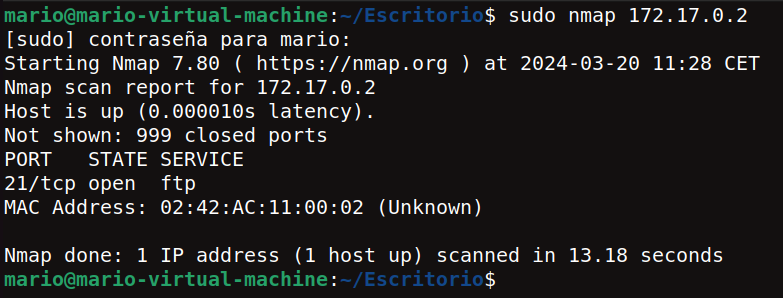 mario@mario-virtual-machine:~/Escritorio$ sudo nmap 172.17.0.2
[sudo] contraseña para mario:
Starting Nmap 7.80 ( https://nmap.org ) at 2024-03-20 11:28 CET
Nmap scan report for 172.17.0.2
Host is up (0.000010s latency).
Not shown: 999 closed ports
PORT   STATE SERVICE
21/tcp open  ftp
MAC Address: 02:42:AC:11:00:02 (Unknown)

Nmap done: 1 IP address (1 host up) scanned in 13.18 seconds
mario@mario-virtual-machine:~/Escritorio$